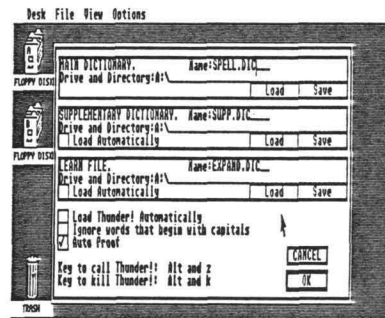 Desk File View Options
A
FLOPPY DISK
MAIN DICTIONARY. Name:SPELL.DIC__
Drive and Directory:A:\
Load Save
B
FLOPPY DISK
SUPPLEMENTARY DICTIONARY. Name:SUPP.DIC__
Drive and Directory:A:\
Load Automatically Load Save
LEARN FILE. Name:EXPAND.DIC__
Drive and Directory:A:\
Load Automatically Load Save
Load Thunder! Automatically
Ignore words that begin with capitals
Auto Proof
Key to call Thunder!: Alt and z
Key to kill Thunder!: Alt and k
CANCEL
OK
TRASH